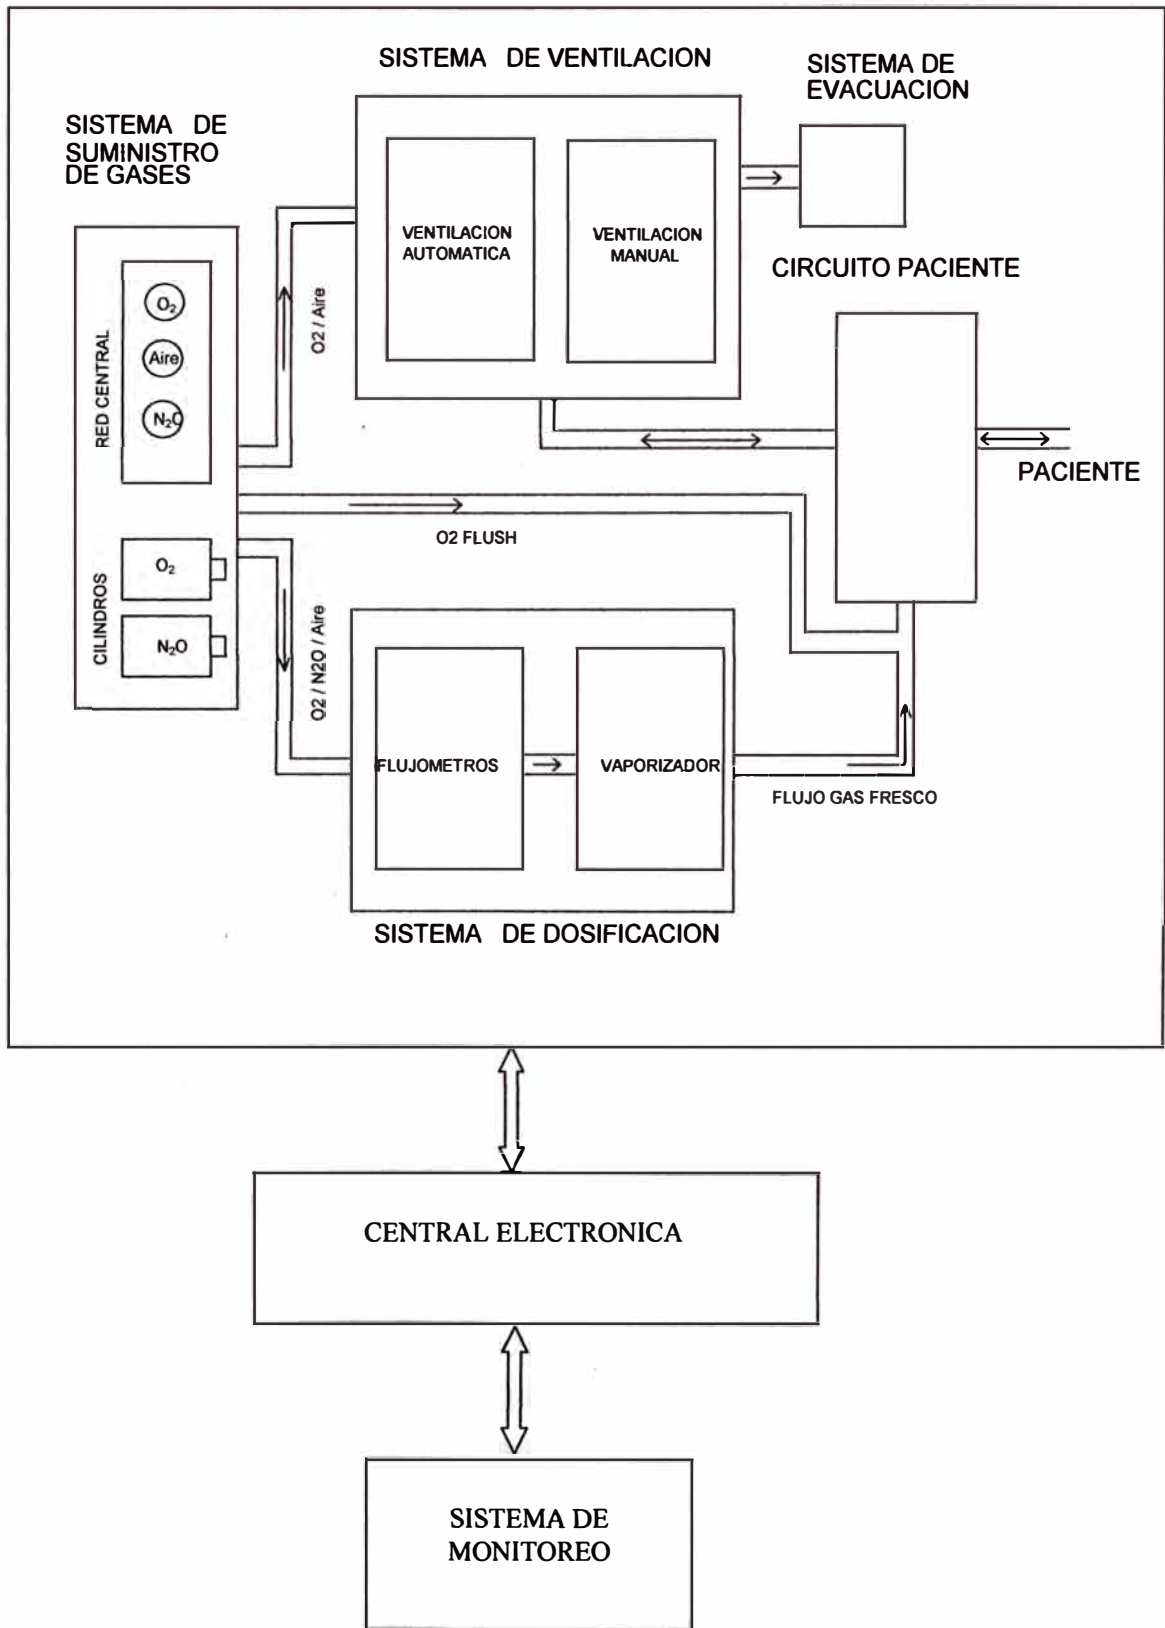 SISTEMA DE VENTILACION
SISTEMA DE
EVACUACION
SISTEMA DE
SUMINISTRO
DE GASES
VENTILACION
AUTOMATICA
VENTILACION
MANUAL
CIRCUITO PACIENTE
RED CENTRAL
O2
Aire
N2O
O2 / Aire
PACIENTE
O2 FLUSH
CILINDROS
O2
N2O
O2 / N2O / Aire
FLUJOMETROS
VAPORIZADOR
FLUJO GAS FRESCO
SISTEMA DE DOSIFICACION
CENTRAL ELECTRONICA
SISTEMA DE
MONITOREO